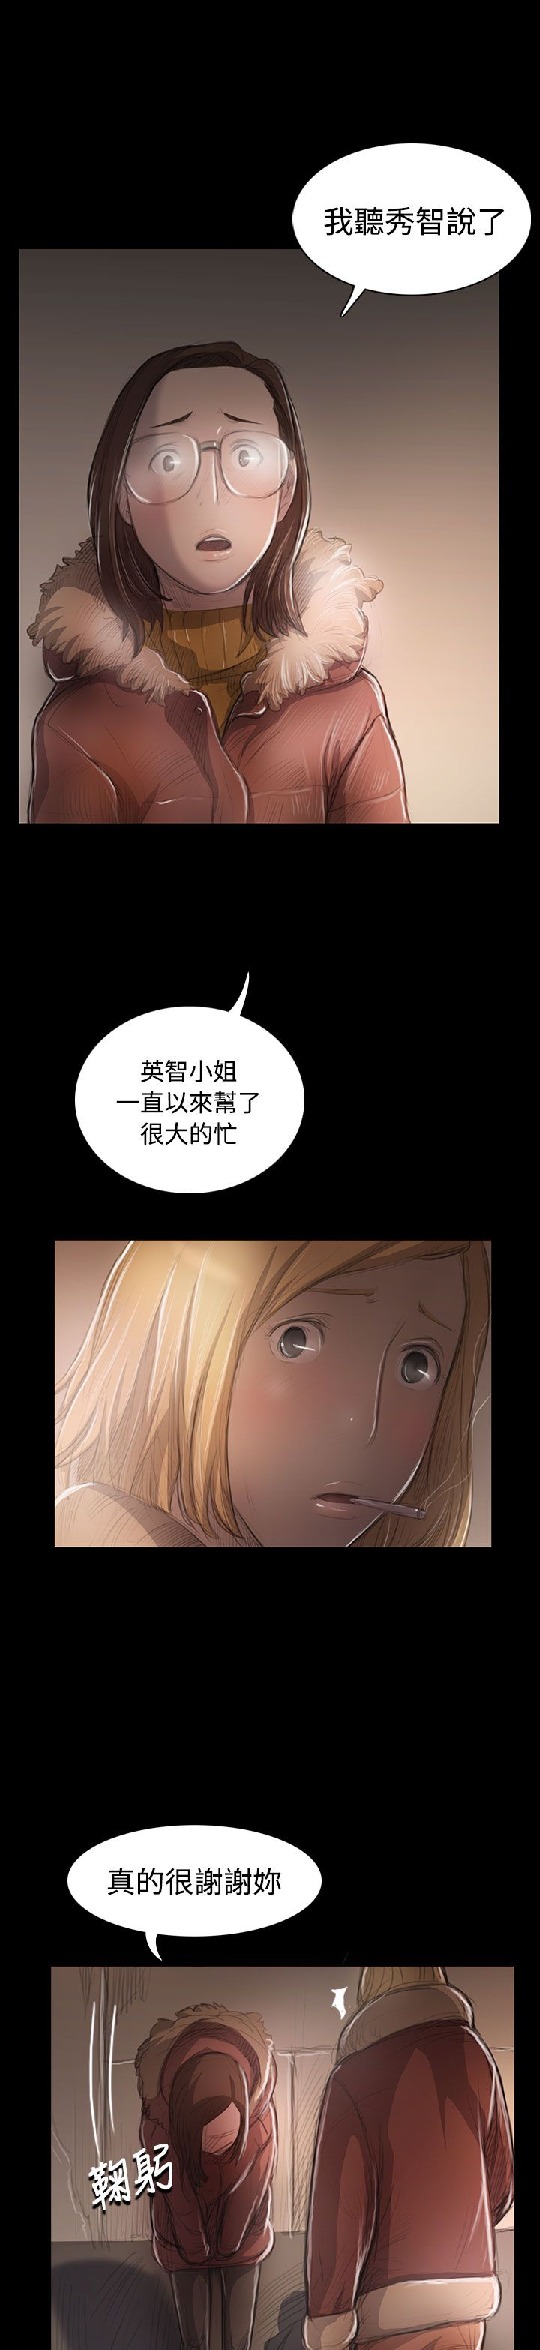 我聽秀智說了
英智小姐
一直以來幫了
很大的忙
真的很謝謝妳
鞠躬